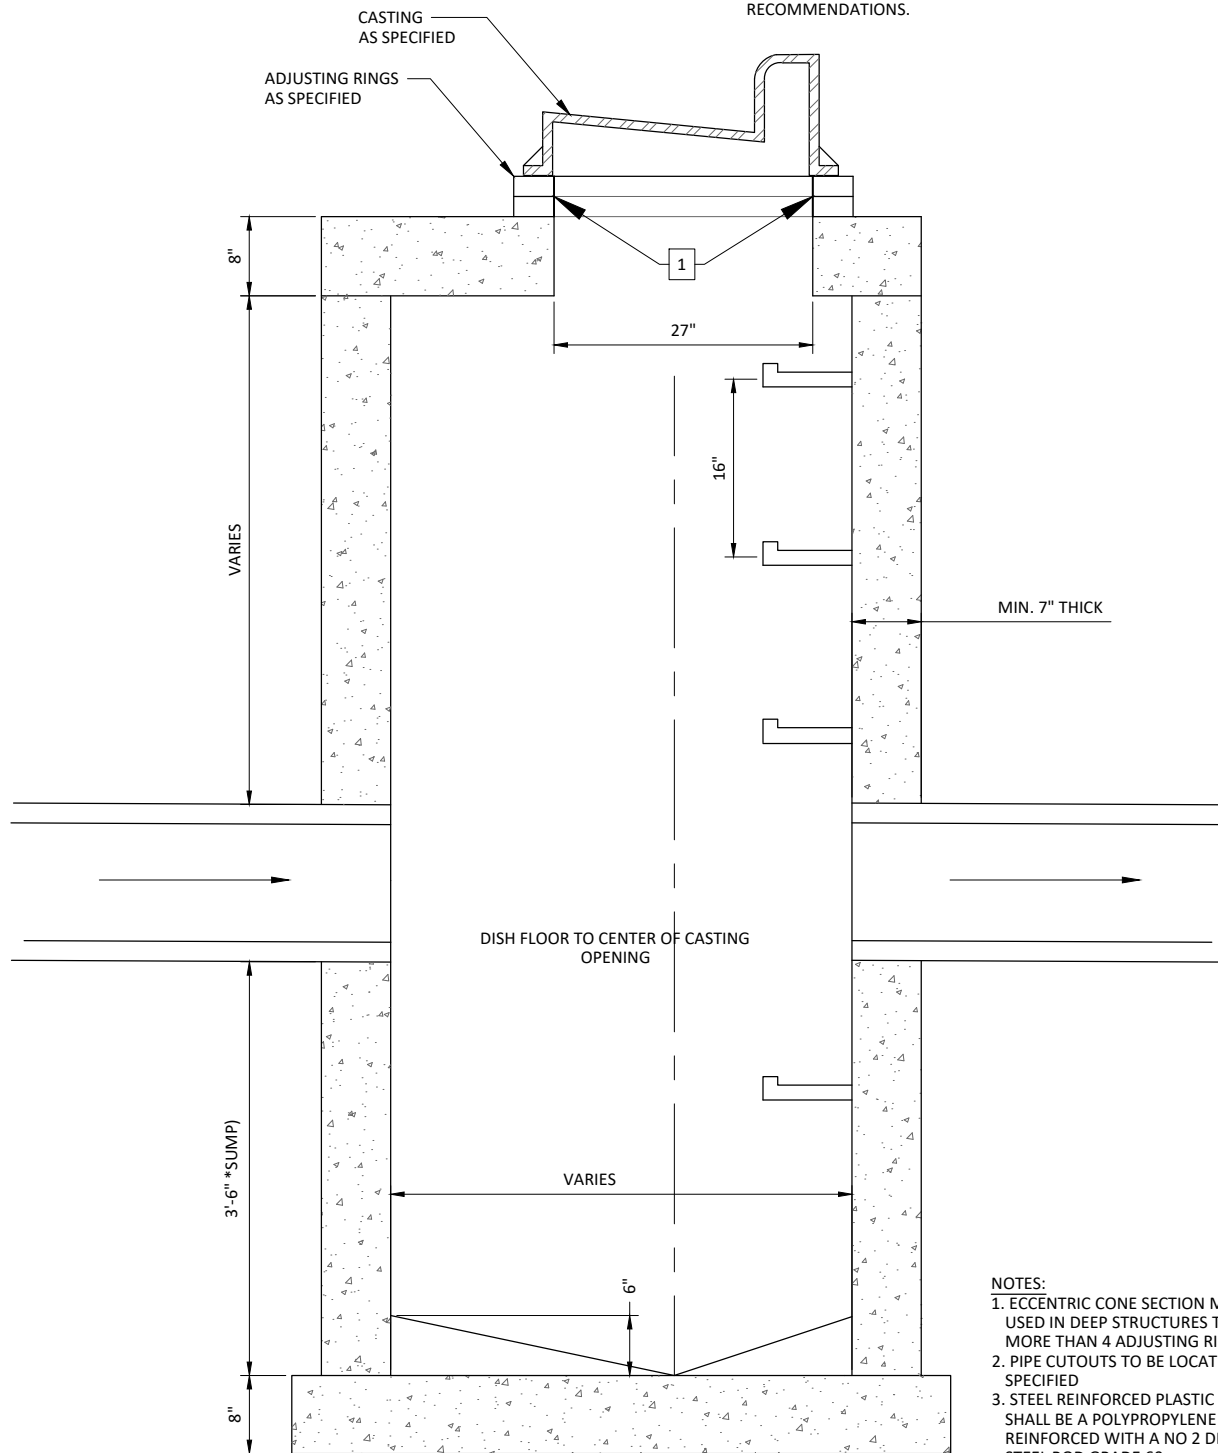 RECOMMENDATIONS.
CASTING
AS SPECIFIED
ADJUSTING RINGS
AS SPECIFIED
8"
1
27"
16"
VARIES
MIN. 7" THICK
DISH FLOOR TO CENTER OF CASTING
OPENING
3'-6" *SUMP)
VARIES
6"
8"
NOTES:
1. ECCENTRIC CONE SECTION
USED IN DEEP STRUCTURES
MORE THAN 4 ADJUSTING
2. PIPE CUTOUTS TO BE
SPECIFIED
3. STEEL REINFORCED PLASTIC
SHALL BE A POLYPROPYLENE
REINFORCED WITH A NO 2